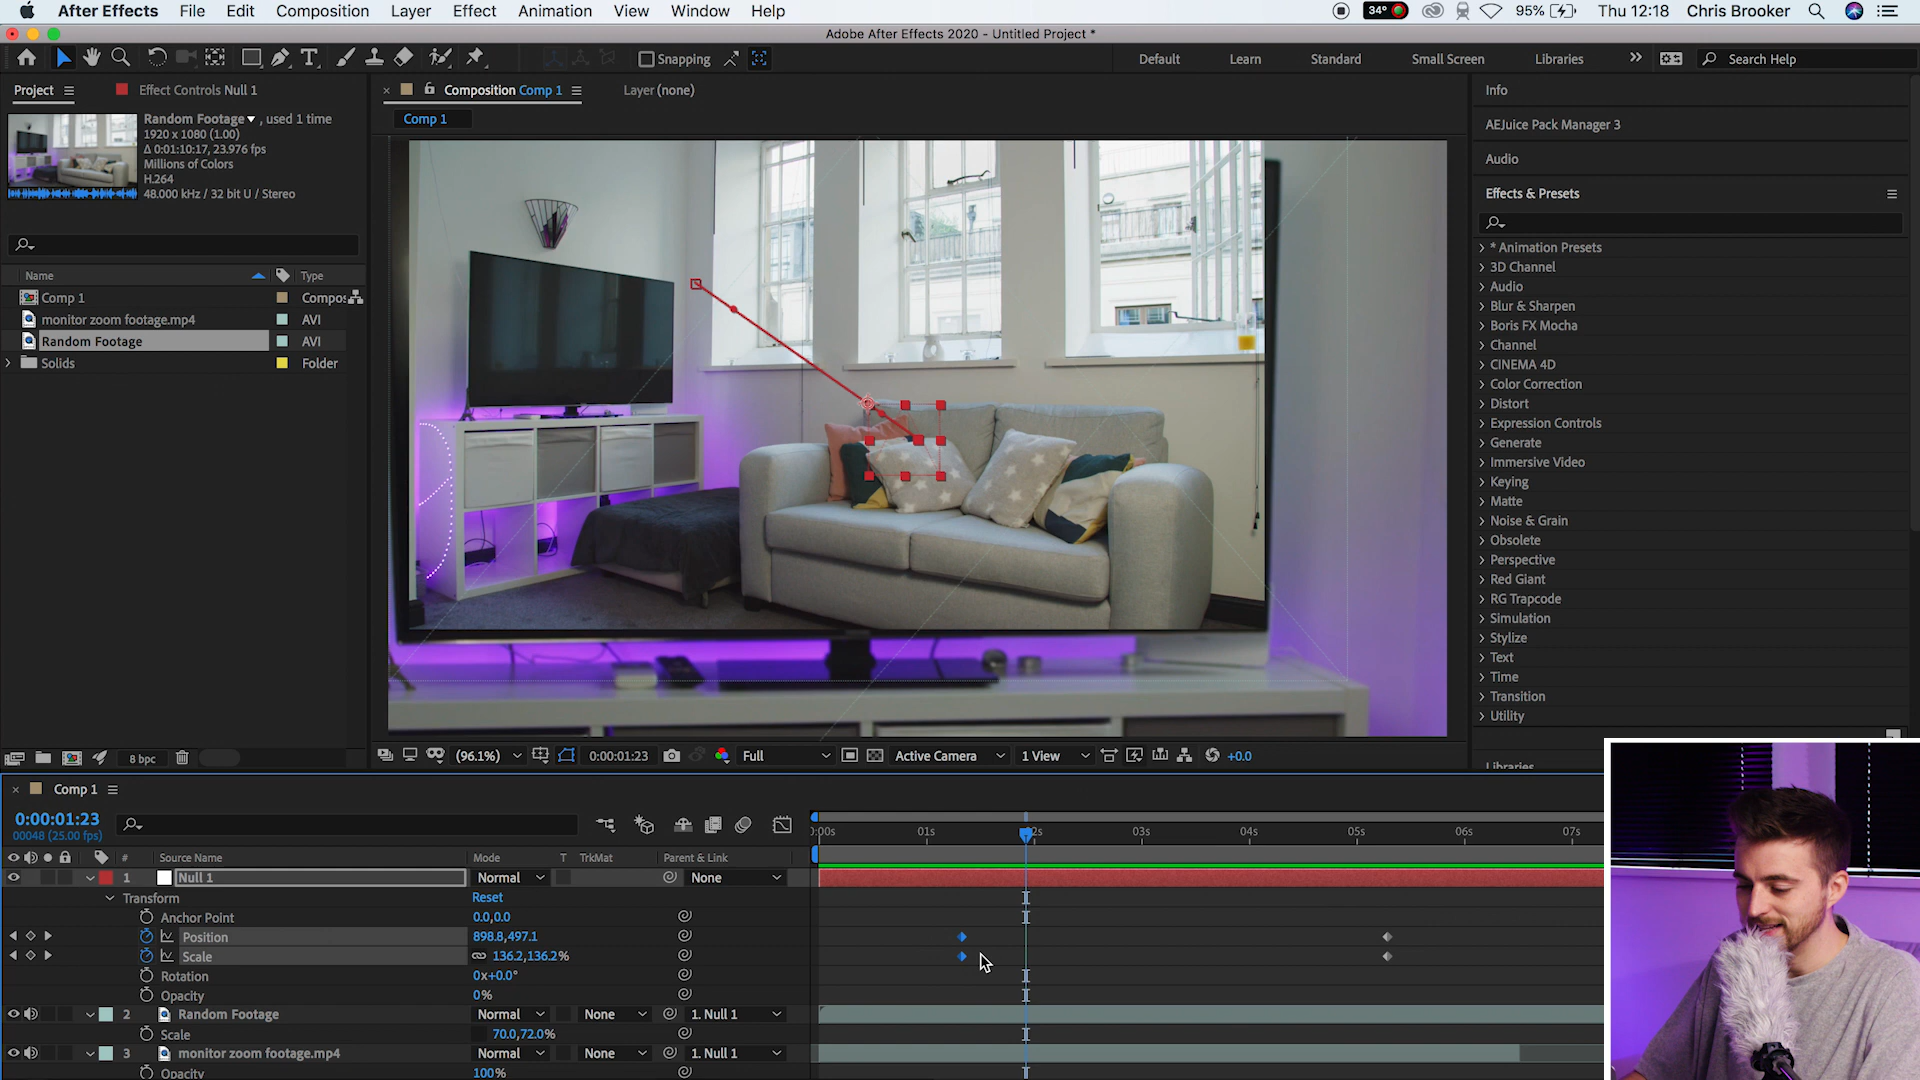 After Effects File Edit Composition Layer Effect Animation View Window Help 34° 95% Thu 12:18 Chris Brooker
Adobe After Effects 2020 - Untitled Project *
Snapping Default Learn Standard Small Screen Libraries Search Help
Project Effect Controls Null 1
Random Footage , used 1 time
1920 x 1080 (1.00)
Δ 0:01:10:17, 23.976 fps
Millions of Colors
H.264
48.000 kHz / 32 bit U / Stereo
Name Type
Comp 1 Compos
monitor zoom footage.mp4 AVI
Random Footage AVI
Solids Folder
8 bpc
Composition Comp 1 Layer (none)
Comp 1
(96.1%) 0:00:01:23 Full Active Camera 1 View +0.0
Info
AEJuice Pack Manager 3
Audio
Effects & Presets
* Animation Presets
3D Channel
Audio
Blur & Sharpen
Boris FX Mocha
Channel
CINEMA 4D
Color Correction
Distort
Expression Controls
Generate
Immersive Video
Keying
Matte
Noise & Grain
Obsolete
Perspective
Red Giant
RG Trapcode
Simulation
Stylize
Text
Time
Transition
Utility
Libraries
Comp 1
0:00:01:23
00048 (25.00 fps)
0:00s 01s 02s 03s 04s 05s 06s 07s
# Source Name Mode T TrkMat Parent & Link
1 Null 1 Normal None
Transform Reset
Anchor Point 0.0,0.0
Position 898.8,497.1
Scale 136.2,136.2%
Rotation 0x+0.0°
Opacity 0%
2 Random Footage Normal None 1. Null 1
Scale 70.0,72.0%
3 monitor zoom footage.mp4 Normal None 1. Null 1
Opacity 100%